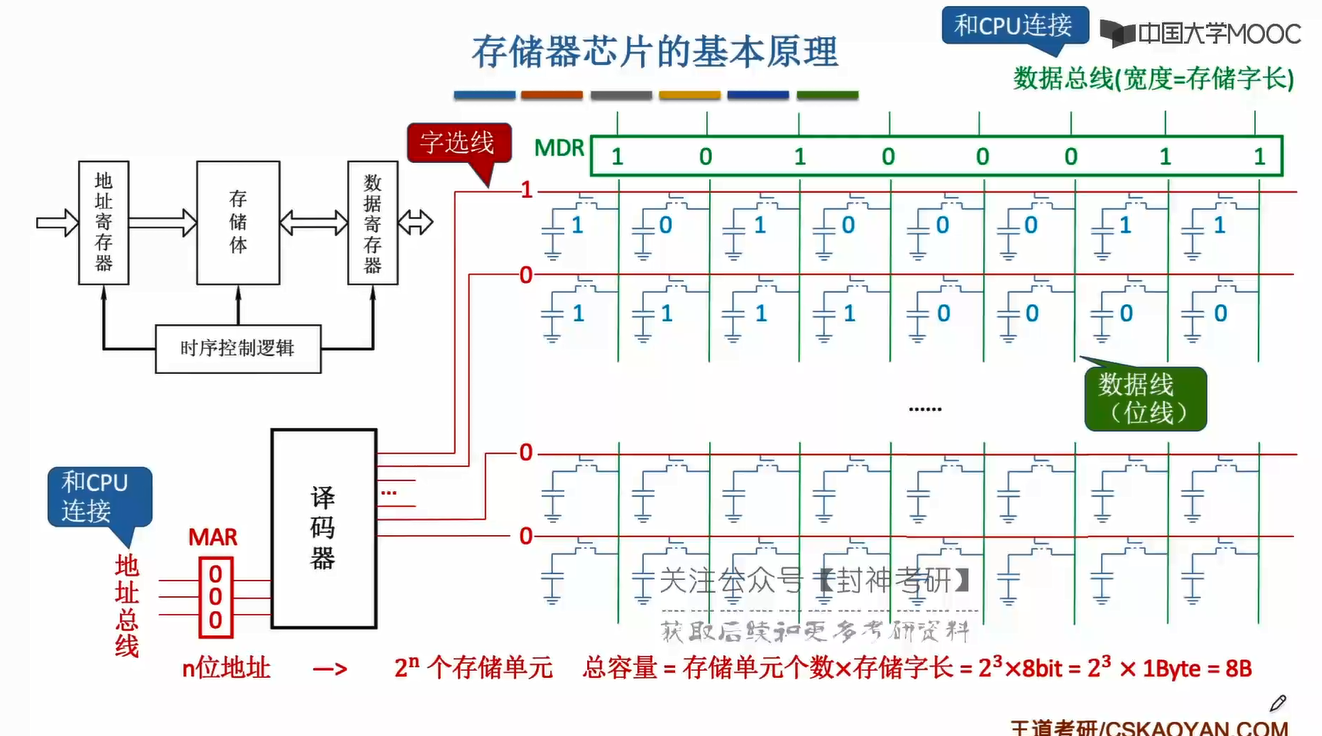 和CPU连接
中国大学MOOC
存储器芯片的基本原理
数据总线(宽度=存储字长)
字选线
MDR
1 0 1 0 0 0 1 1
地址寄存器
存储体
数据寄存器
时序控制逻辑
1
1 0 1 0 0 0 1 1
0
1 1 1 1 0 0 0 0
数据线
（位线）
......
0
0
和CPU
连接
译码器
...
MAR
0
0
0
地址总线
关注公众号【封神考研】
获取后续和更多考研资料
n位地址 —> 2ⁿ 个存储单元 总容量 = 存储单元个数×存储字长 = 2³×8bit = 2³ × 1Byte = 8B
王道考研/CSKAOYAN.COM